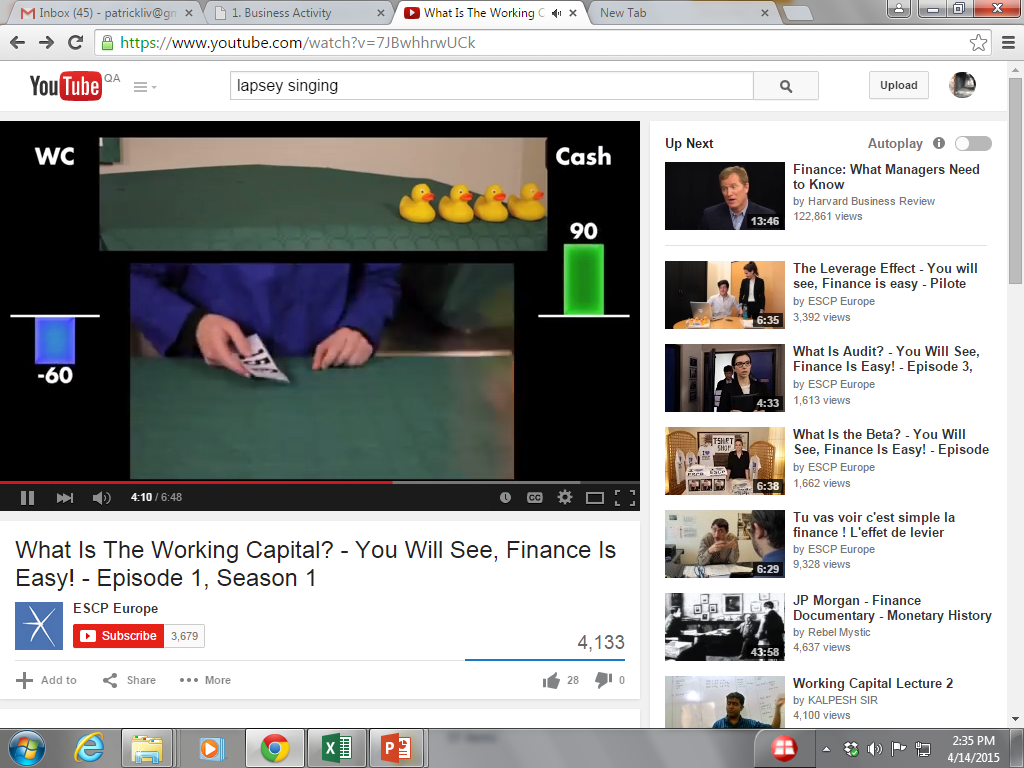 Inbox (45) - patrickliv@gm
1. Business Activity
What Is The Working C
New Tab
https://www.youtube.com/watch?v=7JBwhhrwUCk
YouTube QA
lapsey singing
Upload
WC
Cash
90
-60
4:10 / 6:48
CC
What Is The Working Capital? - You Will See, Finance Is
Easy! - Episode 1, Season 1
ESCP Europe
Subscribe 3,679
4,133
Add to
Share
More
28
0
Up Next
Autoplay
13:46
Finance: What Managers Need
to Know
by Harvard Business Review
122,861 views
6:35
The Leverage Effect - You will
see, Finance is easy - Pilote
by ESCP Europe
3,392 views
4:33
What Is Audit? - You Will See,
Finance Is Easy! - Episode 3,
by ESCP Europe
1,613 views
TSHIRT
SHOP
ESCP
6:38
What Is the Beta? - You Will
See, Finance Is Easy! - Episode
by ESCP Europe
1,662 views
6:29
Tu vas voir c'est simple la
finance ! L'effet de levier
by ESCP Europe
9,328 views
43:58
JP Morgan - Finance
Documentary - Monetary History
by Rebel Mystic
4,637 views
Working Capital Lecture 2
by KALPESH SIR
4,100 views
2:35 PM
4/14/2015